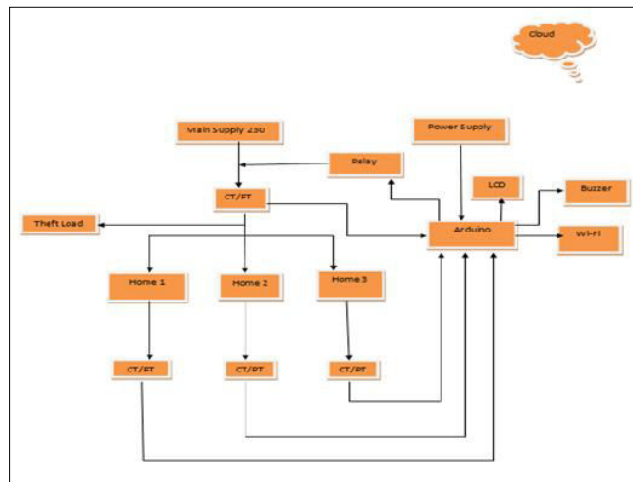 Cloud
Main Supply 230
Power Supply
Relay
LCD
Buzzer
CT/PT
Theft Load
Arduino
Wi-Fi
Home 1
Home 2
Home 3
CT/PT
CT/PT
CT/PT